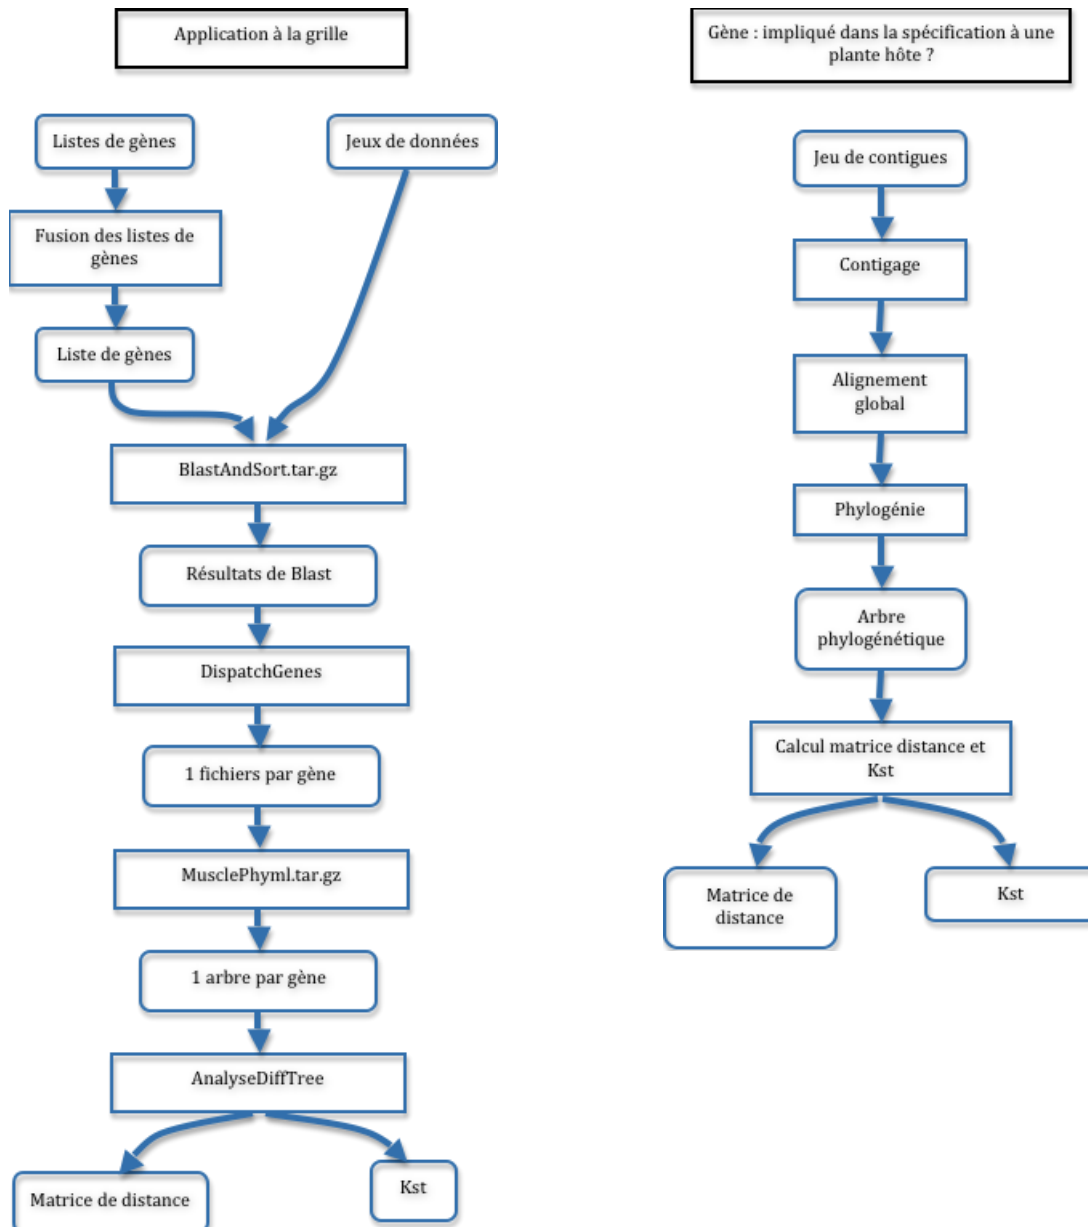 Application à la grille
Listes de gènes
Jeux de données
Fusion des listes de
gènes
Liste de gènes
BlastAndSort.tar.gz
Résultats de Blast
DispatchGenes
1 fichiers par gène
MusclePhyml.tar.gz
1 arbre par gène
AnalyseDiffTree
Matrice de distance
Kst
Gène : impliqué dans la spécification à une
plante hôte ?
Jeu de contigues
Contigage
Alignement
global
Phylogénie
Arbre
phylogénétique
Calcul matrice distance et
Kst
Matrice de
distance
Kst